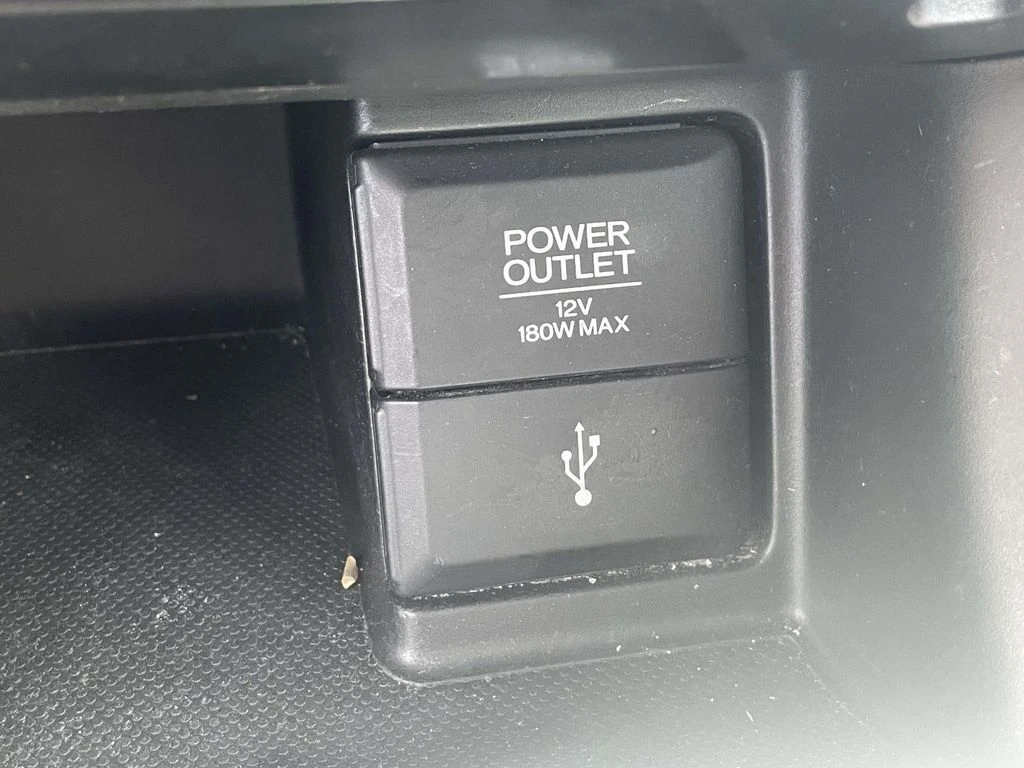 POWER
OUTLET
12V
180W MAX